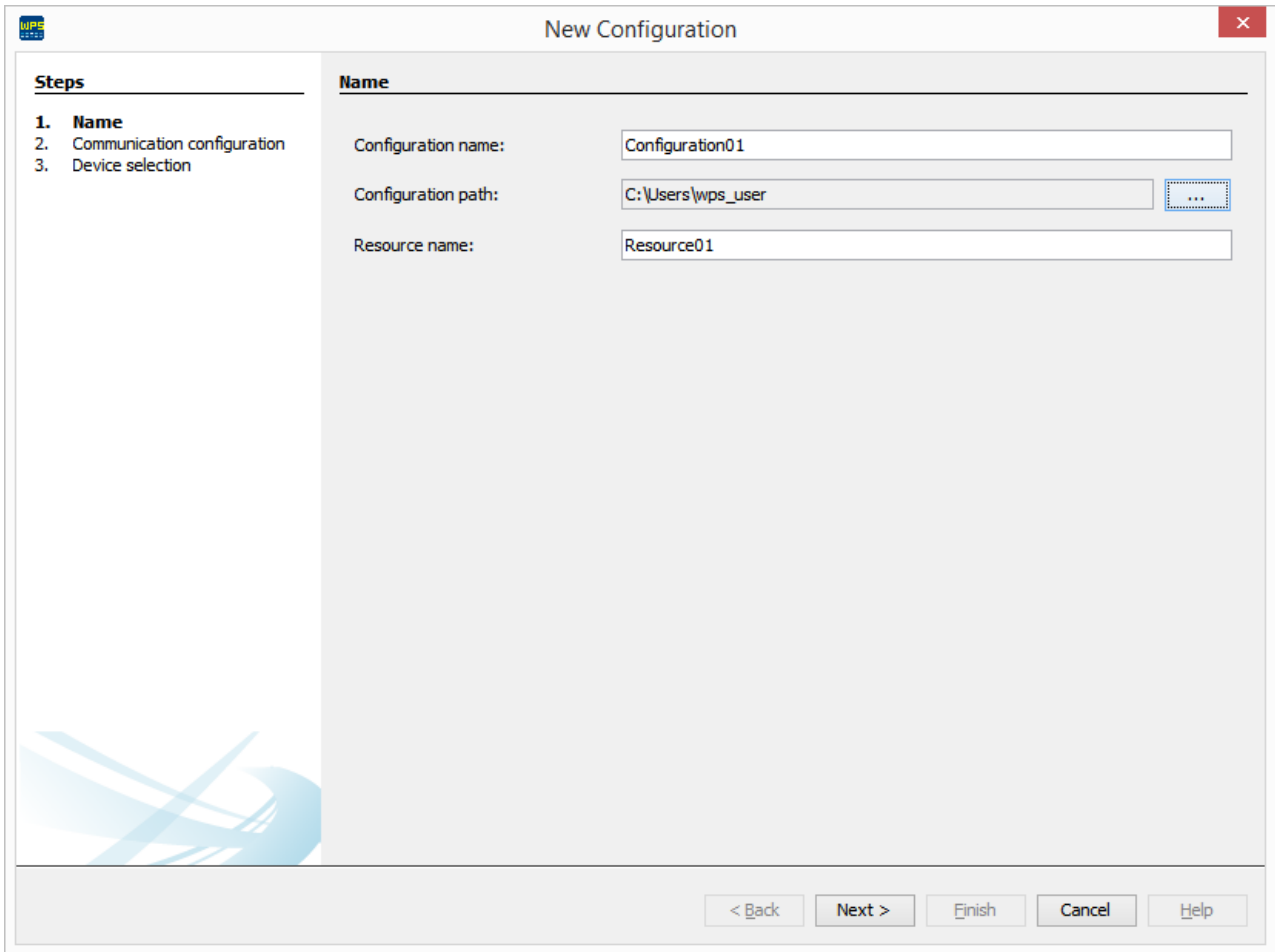 WPS
New Configuration
Steps
1. Name
2. Communication configuration
3. Device selection
Name
Configuration name: Configuration01
Configuration path: C:\Users\wps_user ...
Resource name: Resource01
< Back Next > Finish Cancel Help